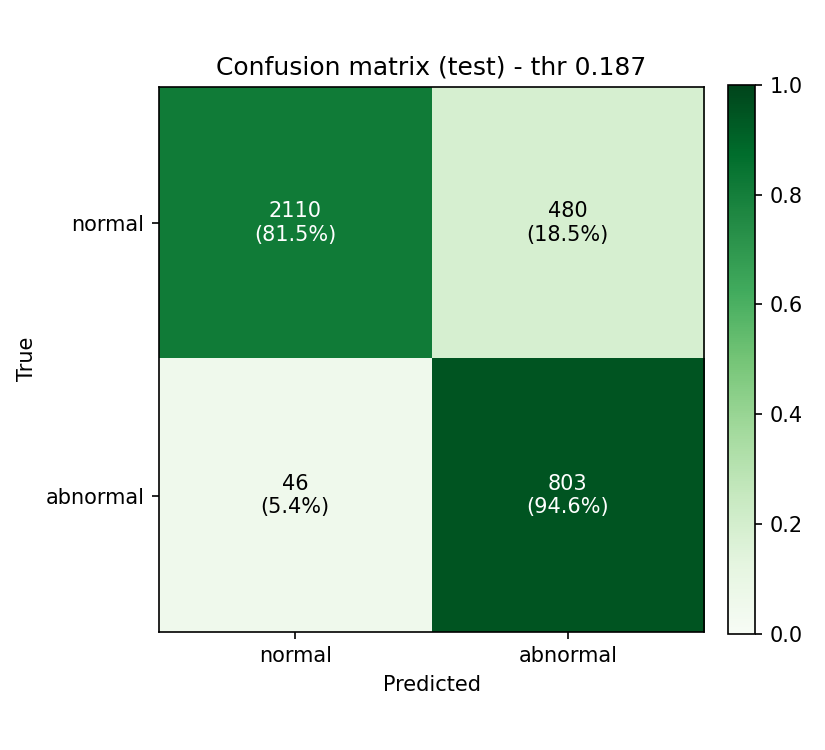 Confusion matrix (test) - thr 0.187
True
normal
abnormal
2110
(81.5%)
480
(18.5%)
46
(5.4%)
803
(94.6%)
normal
abnormal
Predicted
1.0
0.8
0.6
0.4
0.2
0.0